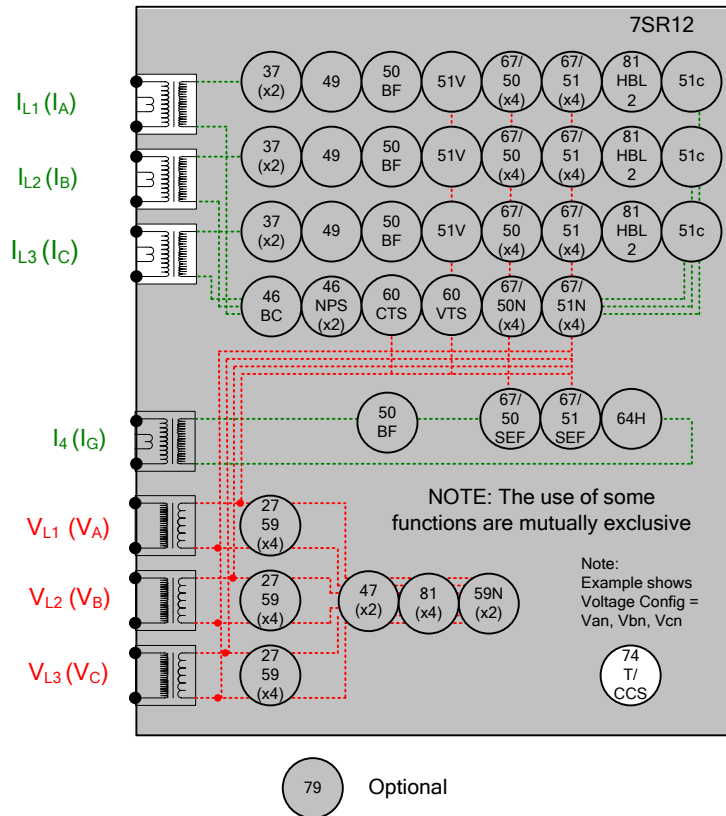 7SR12
IL1 (IA)
37
(x2)
49
50
BF
51V
67/
50
(x4)
67/
51
(x4)
81
HBL
2
51c
IL2 (IB)
37
(x2)
49
50
BF
51V
67/
50
(x4)
67/
51
(x4)
81
HBL
2
51c
IL3 (IC)
37
(x2)
49
50
BF
51V
67/
50
(x4)
67/
51
(x4)
81
HBL
2
51c
46
BC
46
NPS
(x2)
60
CTS
60
VTS
67/
50N
(x4)
67/
51N
(x4)
I4 (IG)
50
BF
67/
50
SEF
67/
51
SEF
64H
NOTE: The use of some
functions are mutually exclusive
VL1 (VA)
27
59
(x4)
VL2 (VB)
27
59
(x4)
47
(x2)
81
(x4)
59N
(x2)
Note:
Example shows
Voltage Config =
Van, Vbn, Vcn
VL3 (VC)
27
59
(x4)
74
T/
CCS
79
Optional